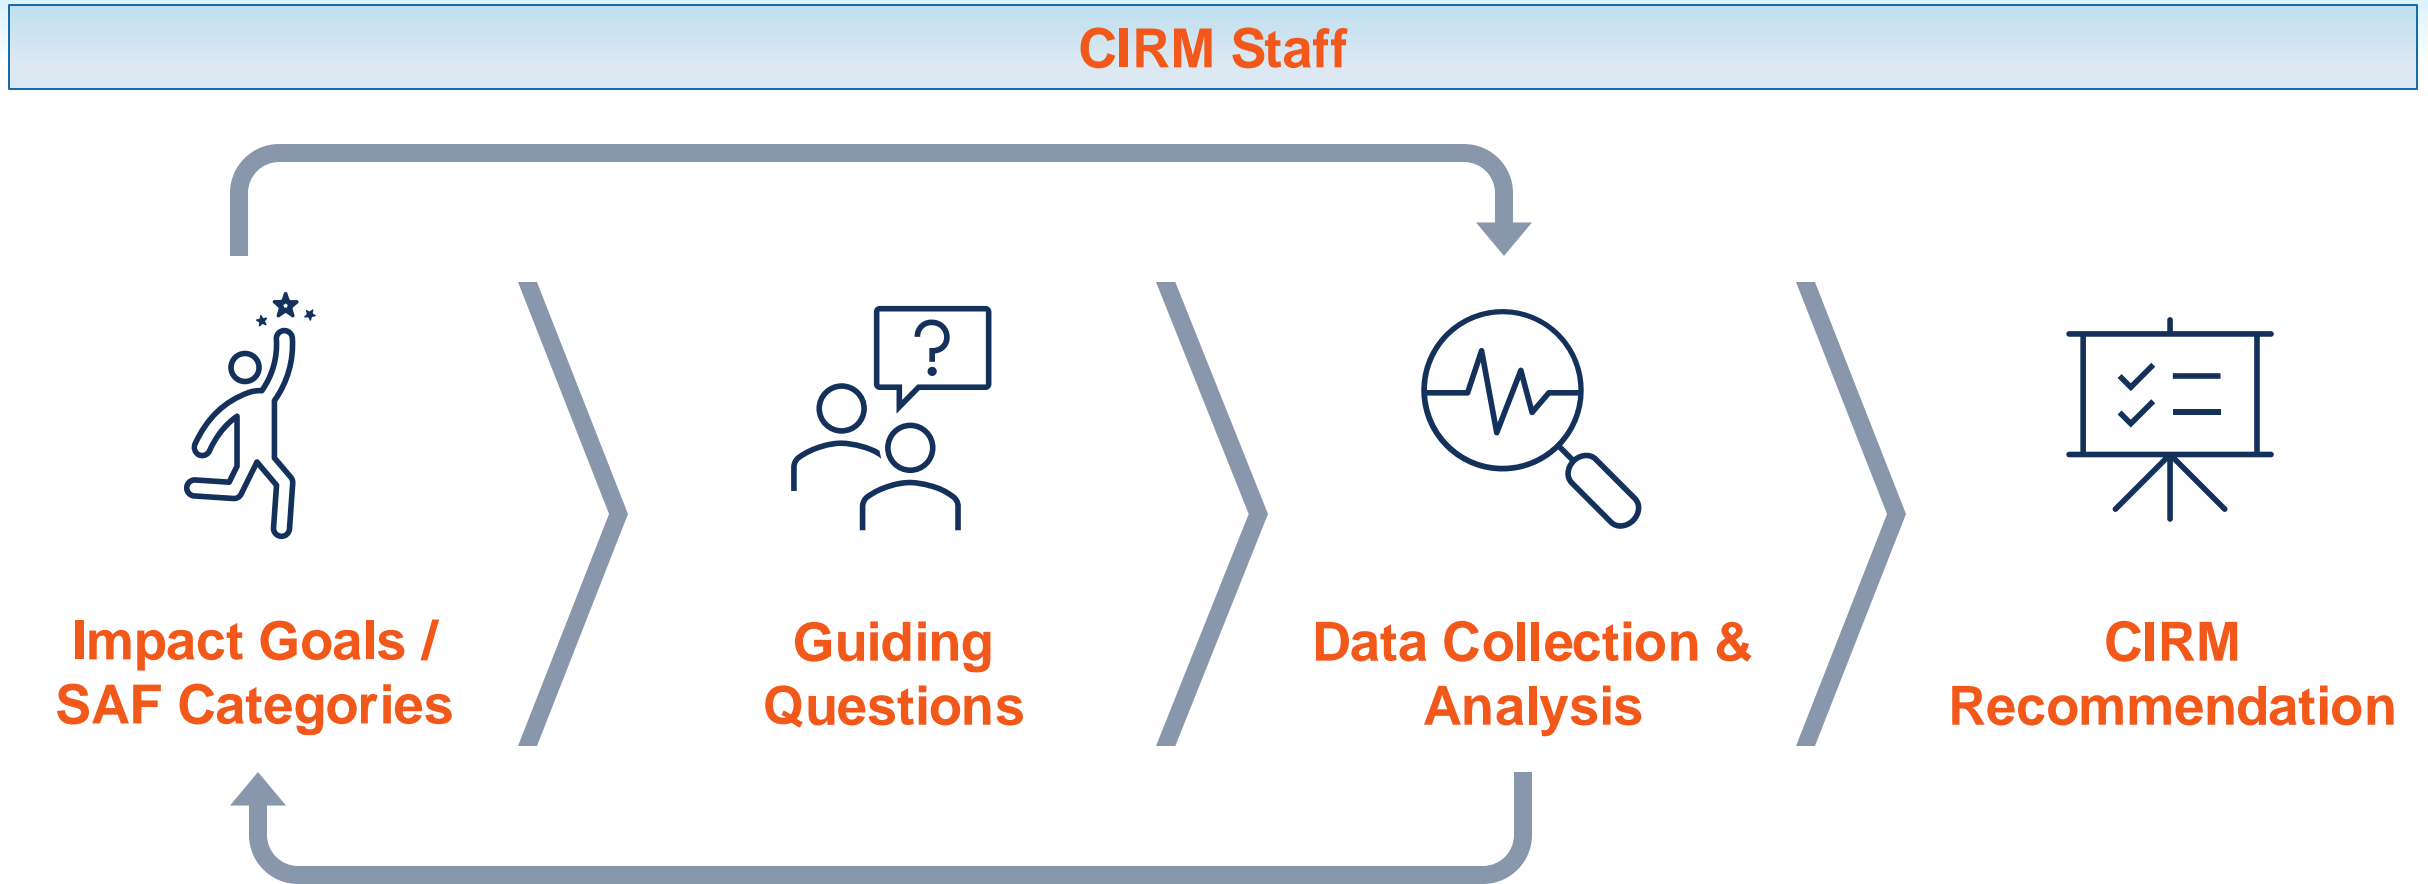 CIRM Staff
?
Impact Goals /
SAF Categories
Guiding
Questions
Data Collection &
Analysis
CIRM
Recommendation